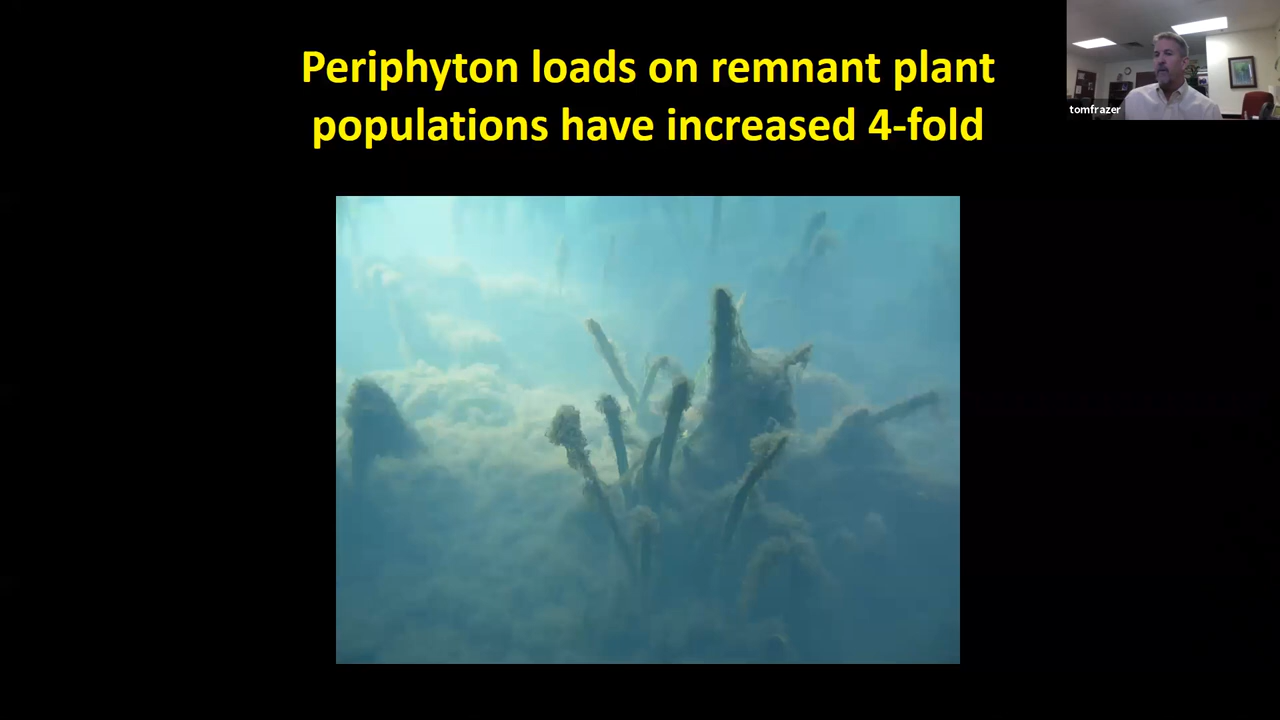 Periphyton loads on remnant plant
populations have increased 4-fold
tomfrazer